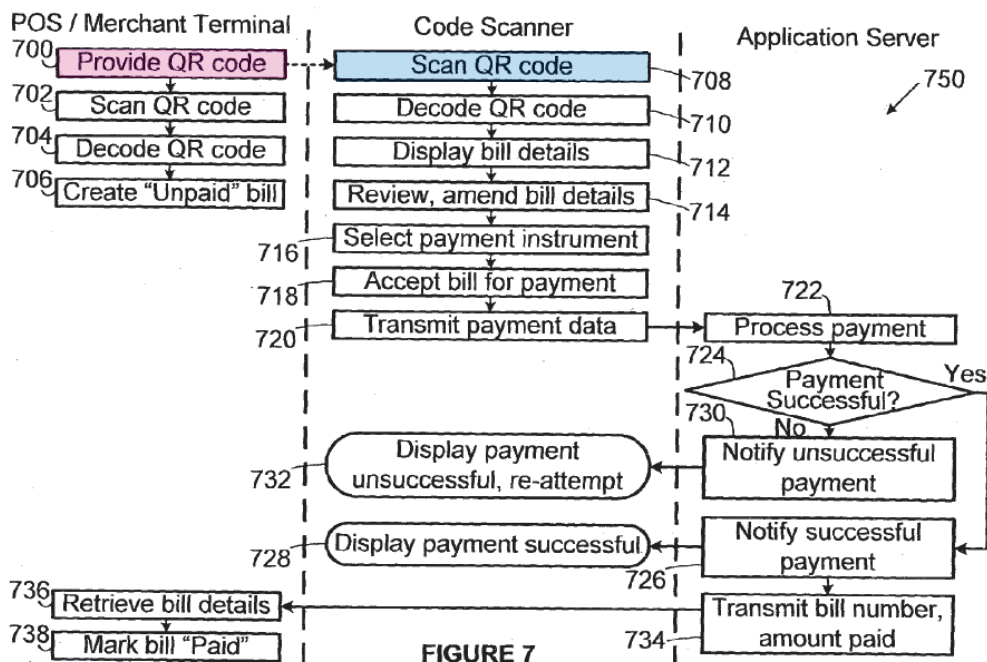 POS / Merchant Terminal
Code Scanner
Application Server
700
Provide QR code
Scan QR code
708
750
702
Scan QR code
Decode QR code
710
704
Decode QR code
Display bill details
712
706
Create “Unpaid” bill
Review, amend bill details
714
716
Select payment instrument
718
Accept bill for payment
722
720
Transmit payment data
Process payment
724
Payment
Successful?
Yes
730
No
732
Display payment
unsuccessful, re-attempt
Notify unsuccessful
payment
728
Display payment successful
Notify successful
payment
726
736
Retrieve bill details
Transmit bill number,
amount paid
734
738
Mark bill “Paid”
FIGURE 7